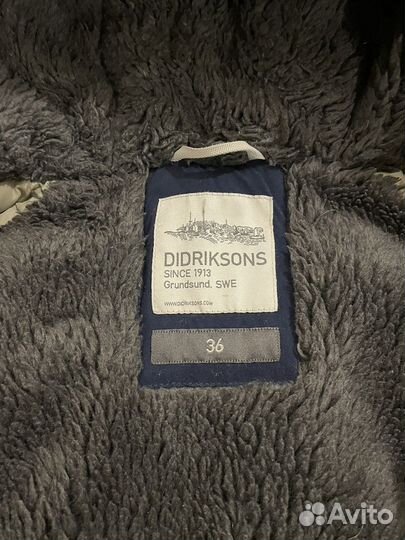 DIDRIKSONS
SINCE 1913
Grundsund, SWE
WWW.DIDRIKSONS.COM
36
Avito